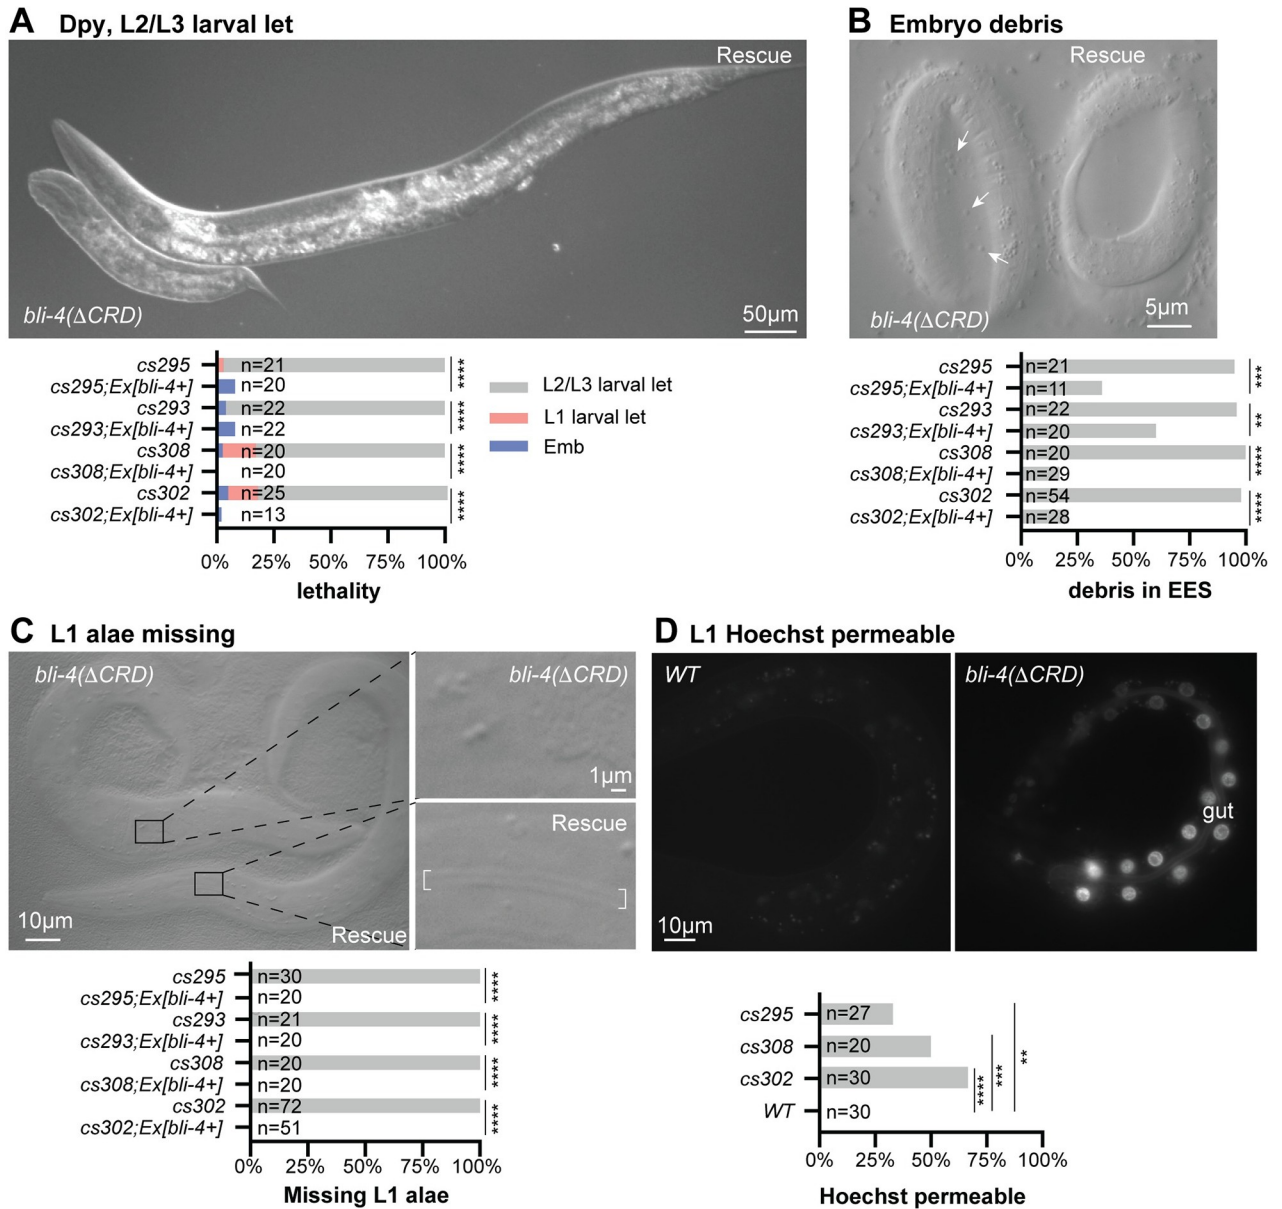 A Dpy, L2/L3 larval let
Rescue
bli-4(ΔCRD)
50μm
cs295
n=21
cs295;Ex[bli-4+]
n=20
cs293
n=22
cs293;Ex[bli-4+]
n=22
cs308
n=20
cs308;Ex[bli-4+]
n=20
cs302
n=25
cs302;Ex[bli-4+]
n=13
****
****
****
****
0% 25% 50% 75% 100%
lethality
L2/L3 larval let
L1 larval let
Emb
B Embryo debris
Rescue
bli-4(ΔCRD)
5μm
cs295
n=21
cs295;Ex[bli-4+]
n=11
cs293
n=22
cs293;Ex[bli-4+]
n=20
cs308
n=20
cs308;Ex[bli-4+]
n=29
cs302
n=54
cs302;Ex[bli-4+]
n=28
***
**
****
****
0% 25% 50% 75% 100%
debris in EES
C L1 alae missing
bli-4(ΔCRD)
10μm
Rescue
bli-4(ΔCRD)
1μm
Rescue
cs295
n=30
cs295;Ex[bli-4+]
n=20
cs293
n=21
cs293;Ex[bli-4+]
n=20
cs308
n=20
cs308;Ex[bli-4+]
n=20
cs302
n=72
cs302;Ex[bli-4+]
n=51
****
****
****
****
0% 25% 50% 75% 100%
Missing L1 alae
D L1 Hoechst permeable
WT
10μm
bli-4(ΔCRD)
gut
cs295
n=27
cs308
n=20
cs302
n=30
WT
n=30
****
***
**
0% 25% 50% 75% 100%
Hoechst permeable